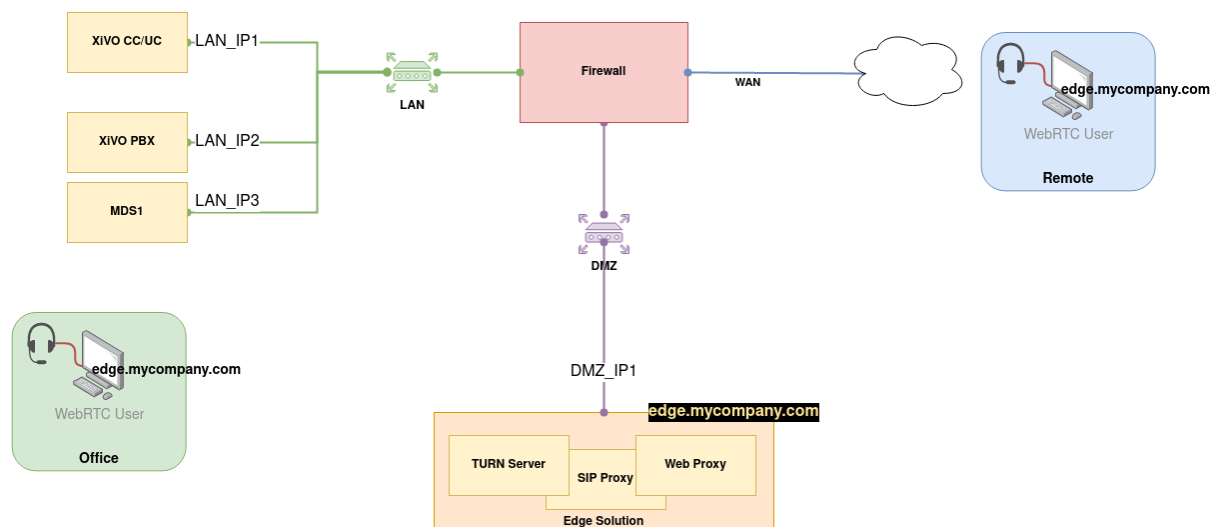 XiVO CC/UC
LAN_IP1
LAN
Firewall
WAN
edge.mycompany.com
WebRTC User
Remote
XiVO PBX
LAN_IP2
MDS1
LAN_IP3
DMZ
edge.mycompany.com
WebRTC User
Office
DMZ_IP1
edge.mycompany.com
TURN Server
SIP Proxy
Web Proxy
Edge Solution